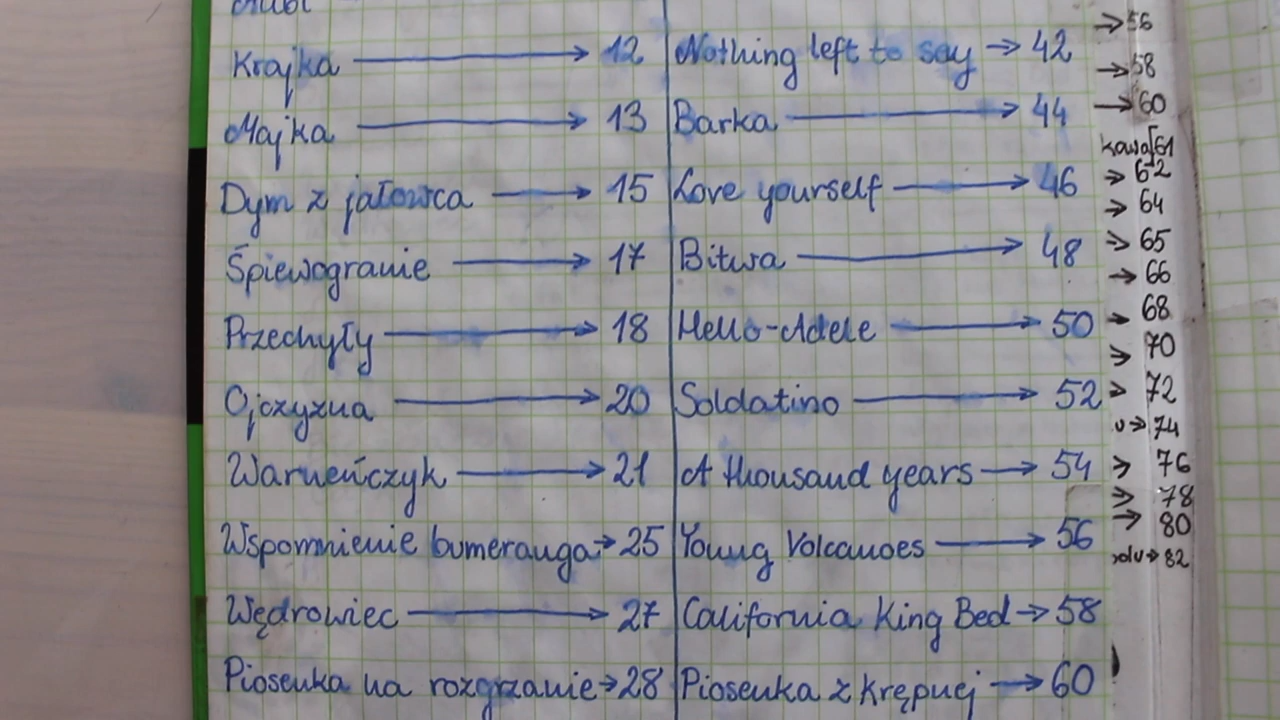 Krajka → 12
Majka → 13
Dym z jałowca → 15
Śpiewogranie → 17
Przechyły → 18
Ojczyzna → 20
Warneńczyk → 21
Wspomnienie bumeranga → 25
Wędrowiec → 27
Piosenka na rozgrzanie → 28
Nothing left to say → 42
Barka → 44
Love yourself → 46
Bitwa → 48
Hello-Adele → 50
Soldatino → 52
A thousand years → 54
Young Volcanoes → 56
California King Bed → 58
Piosenka z Krępnej → 60
→ 56
→ 58
→ 60
61
→ 62
→ 64
→ 65
→ 66
→ 68
→ 70
→ 72
→ 74
→ 76
→ 78
→ 80
→ 82